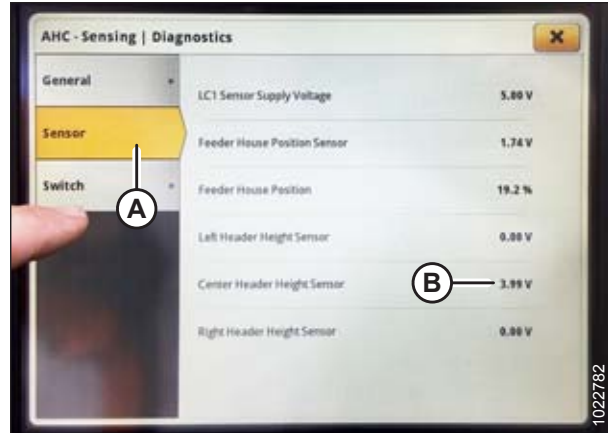 AHC - Sensing | Diagnostics
General
Sensor
Switch
LC1 Sensor Supply Voltage 5.00 V
Feeder House Position Sensor 1.74 V
Feeder House Position 19.2 %
Left Header Height Sensor 0.00 V
Center Header Height Sensor 3.99 V
Right Header Height Sensor 0.00 V
A
B
1022782